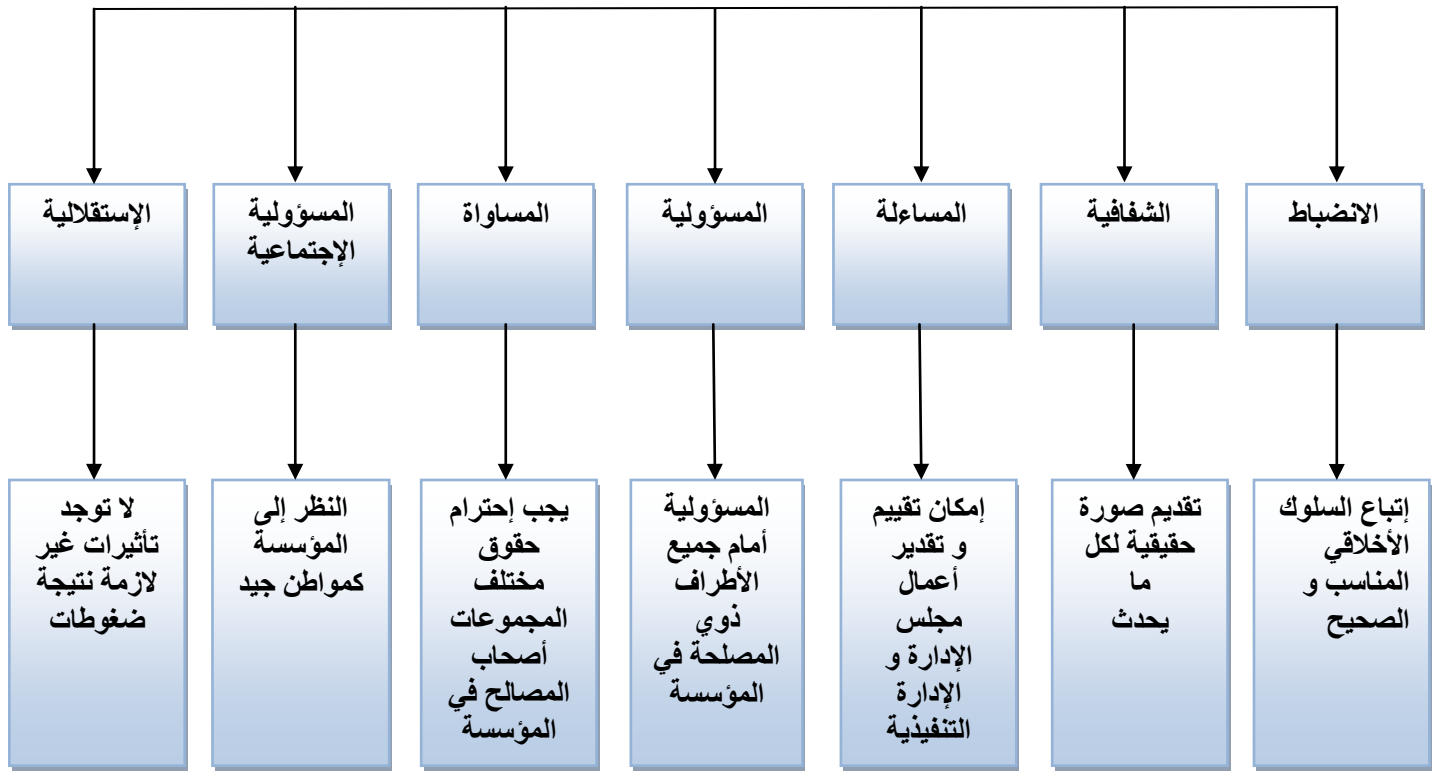 الانضباط
الشفافية
المساءلة
المسؤولية
المساواة
المسؤولية
الإجتماعية
الإستقلالية
إتباع السلوك
الأخلاقي
المناسب و
الصحيح
تقديم صورة
حقيقية لكل
ما
يحدث
إمكان تقييم
و تقدير
أعمال
مجلس
الإدارة و
الإدارة
التنفيذية
المسؤولية
أمام جميع
الأطراف
ذوي
المصلحة في
المؤسسة
يجب إحترام
حقوق
مختلف
المجموعات
أصحاب
المصالح في
المؤسسة
النظر إلى
المؤسسة
كمواطن جيد
لا توجد
تأثيرات غير
لازمة نتيجة
ضغوطات